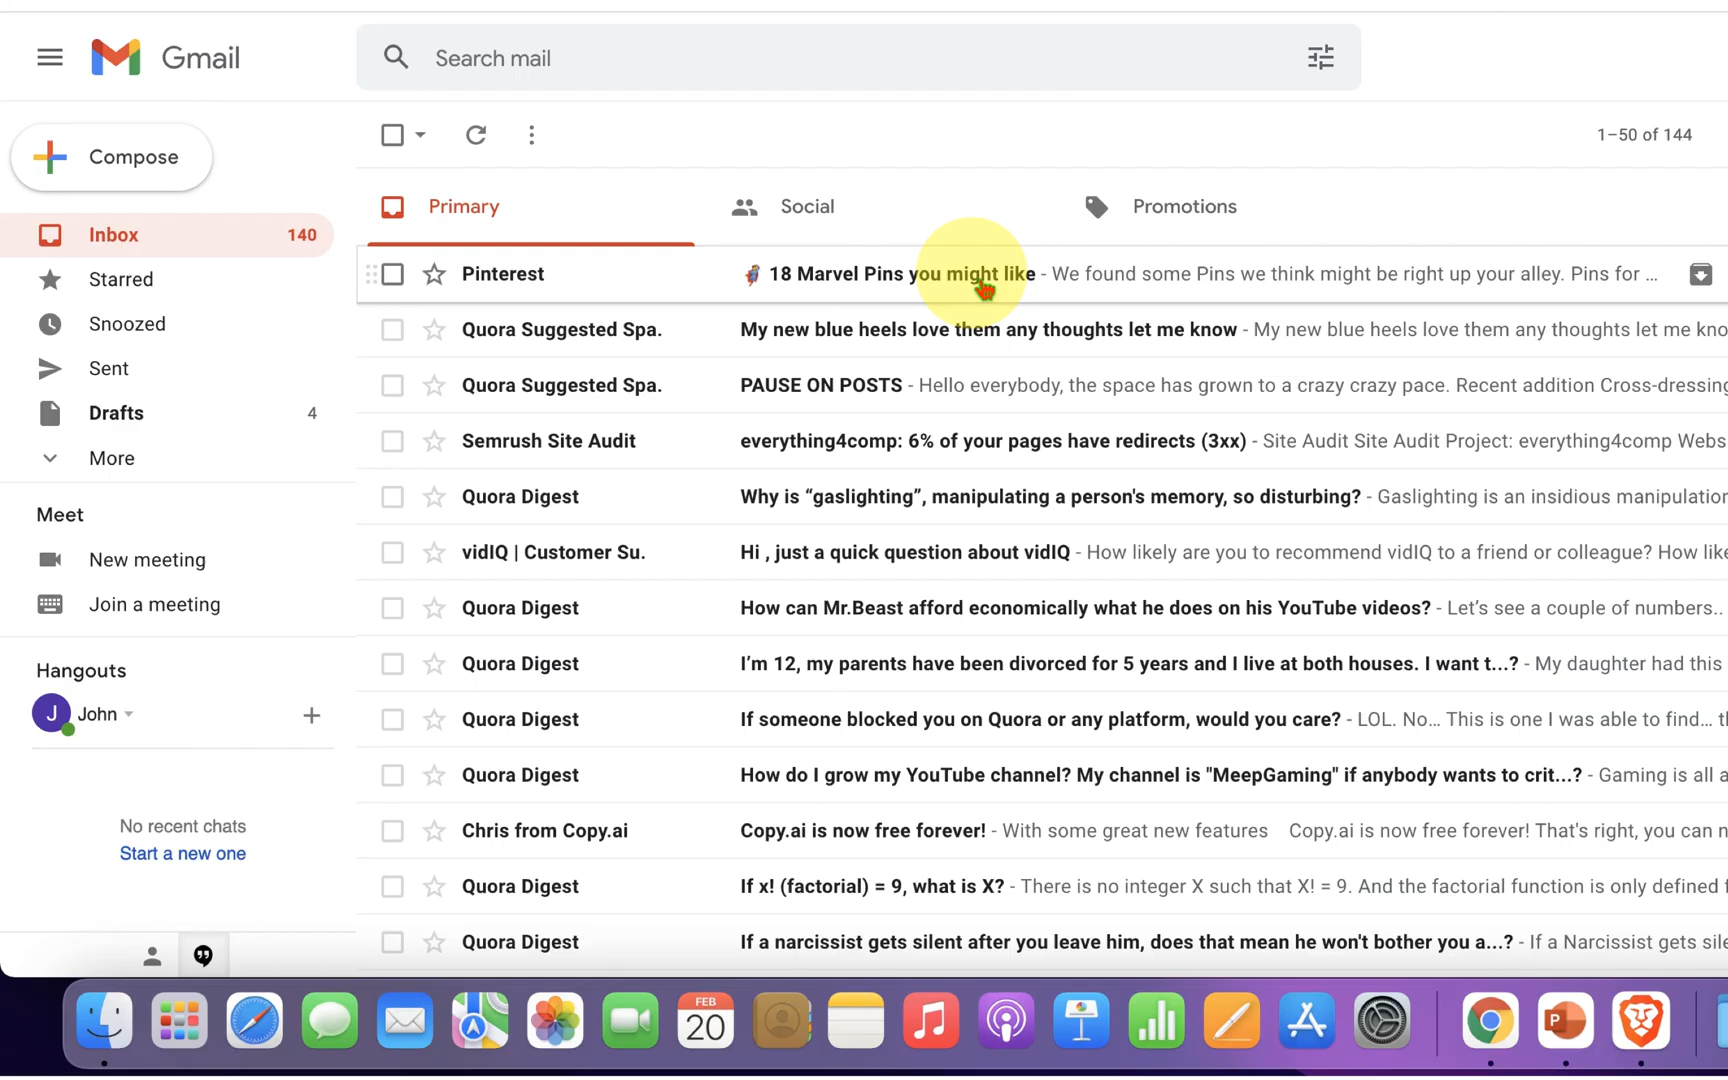 Gmail
Search mail
1–50 of 144
Compose
Primary
Social
Promotions
Inbox 140
Starred
Snoozed
Sent
Drafts 4
More
Meet
New meeting
Join a meeting
Hangouts
J John
No recent chats
Start a new one
Pinterest 18 Marvel Pins you might like - We found some Pins we think might be right up your alley. Pins for ...
Quora Suggested Spa. My new blue heels love them any thoughts let me know - My new blue heels love them any thoughts let me kno
Quora Suggested Spa. PAUSE ON POSTS - Hello everybody, the space has grown to a crazy crazy pace. Recent addition Cross-dressing
Semrush Site Audit everything4comp: 6% of your pages have redirects (3xx) - Site Audit Site Audit Project: everything4comp Webs
Quora Digest Why is “gaslighting”, manipulating a person's memory, so disturbing? - Gaslighting is an insidious manipulation
vidIQ | Customer Su. Hi , just a quick question about vidIQ - How likely are you to recommend vidIQ to a friend or colleague? How like
Quora Digest How can Mr.Beast afford economically what he does on his YouTube videos? - Let’s see a couple of numbers..
Quora Digest I’m 12, my parents have been divorced for 5 years and I live at both houses. I want t...? - My daughter had this
Quora Digest If someone blocked you on Quora or any platform, would you care? - LOL. No... This is one I was able to find... th
Quora Digest How do I grow my YouTube channel? My channel is "MeepGaming" if anybody wants to crit...? - Gaming is all a
Chris from Copy.ai Copy.ai is now free forever! - With some great new features Copy.ai is now free forever! That's right, you can n
Quora Digest If x! (factorial) = 9, what is X? - There is no integer X such that X! = 9. And the factorial function is only defined f
Quora Digest If a narcissist gets silent after you leave him, does that mean he won't bother you a...? - If a Narcissist gets sile
FEB
20
P